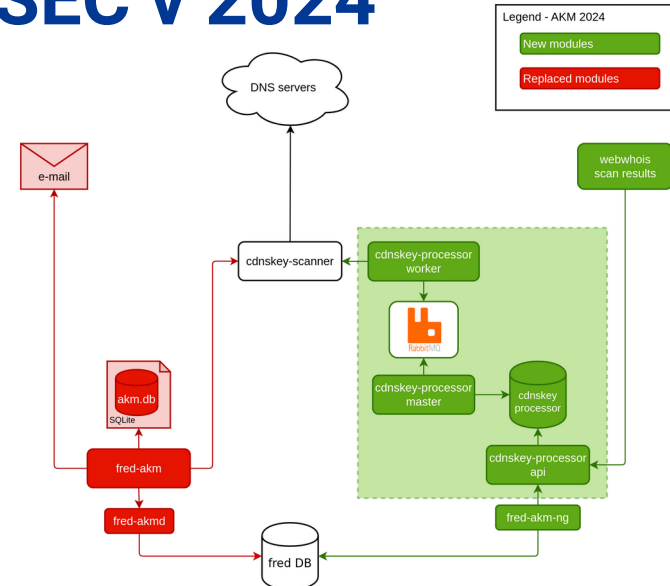 SEC v 2024
Legend - AKM 2024
New modules
Replaced modules
DNS servers
e-mail
webwhois
scan results
cdnskey-scanner
cdnskey-processor
worker
RabbitMQ
cdnskey-processor
master
cdnskey
processor
akm.db
SQLite
cdnskey-processor
api
fred-akm
fred-akmd
fred-akm-ng
fred DB